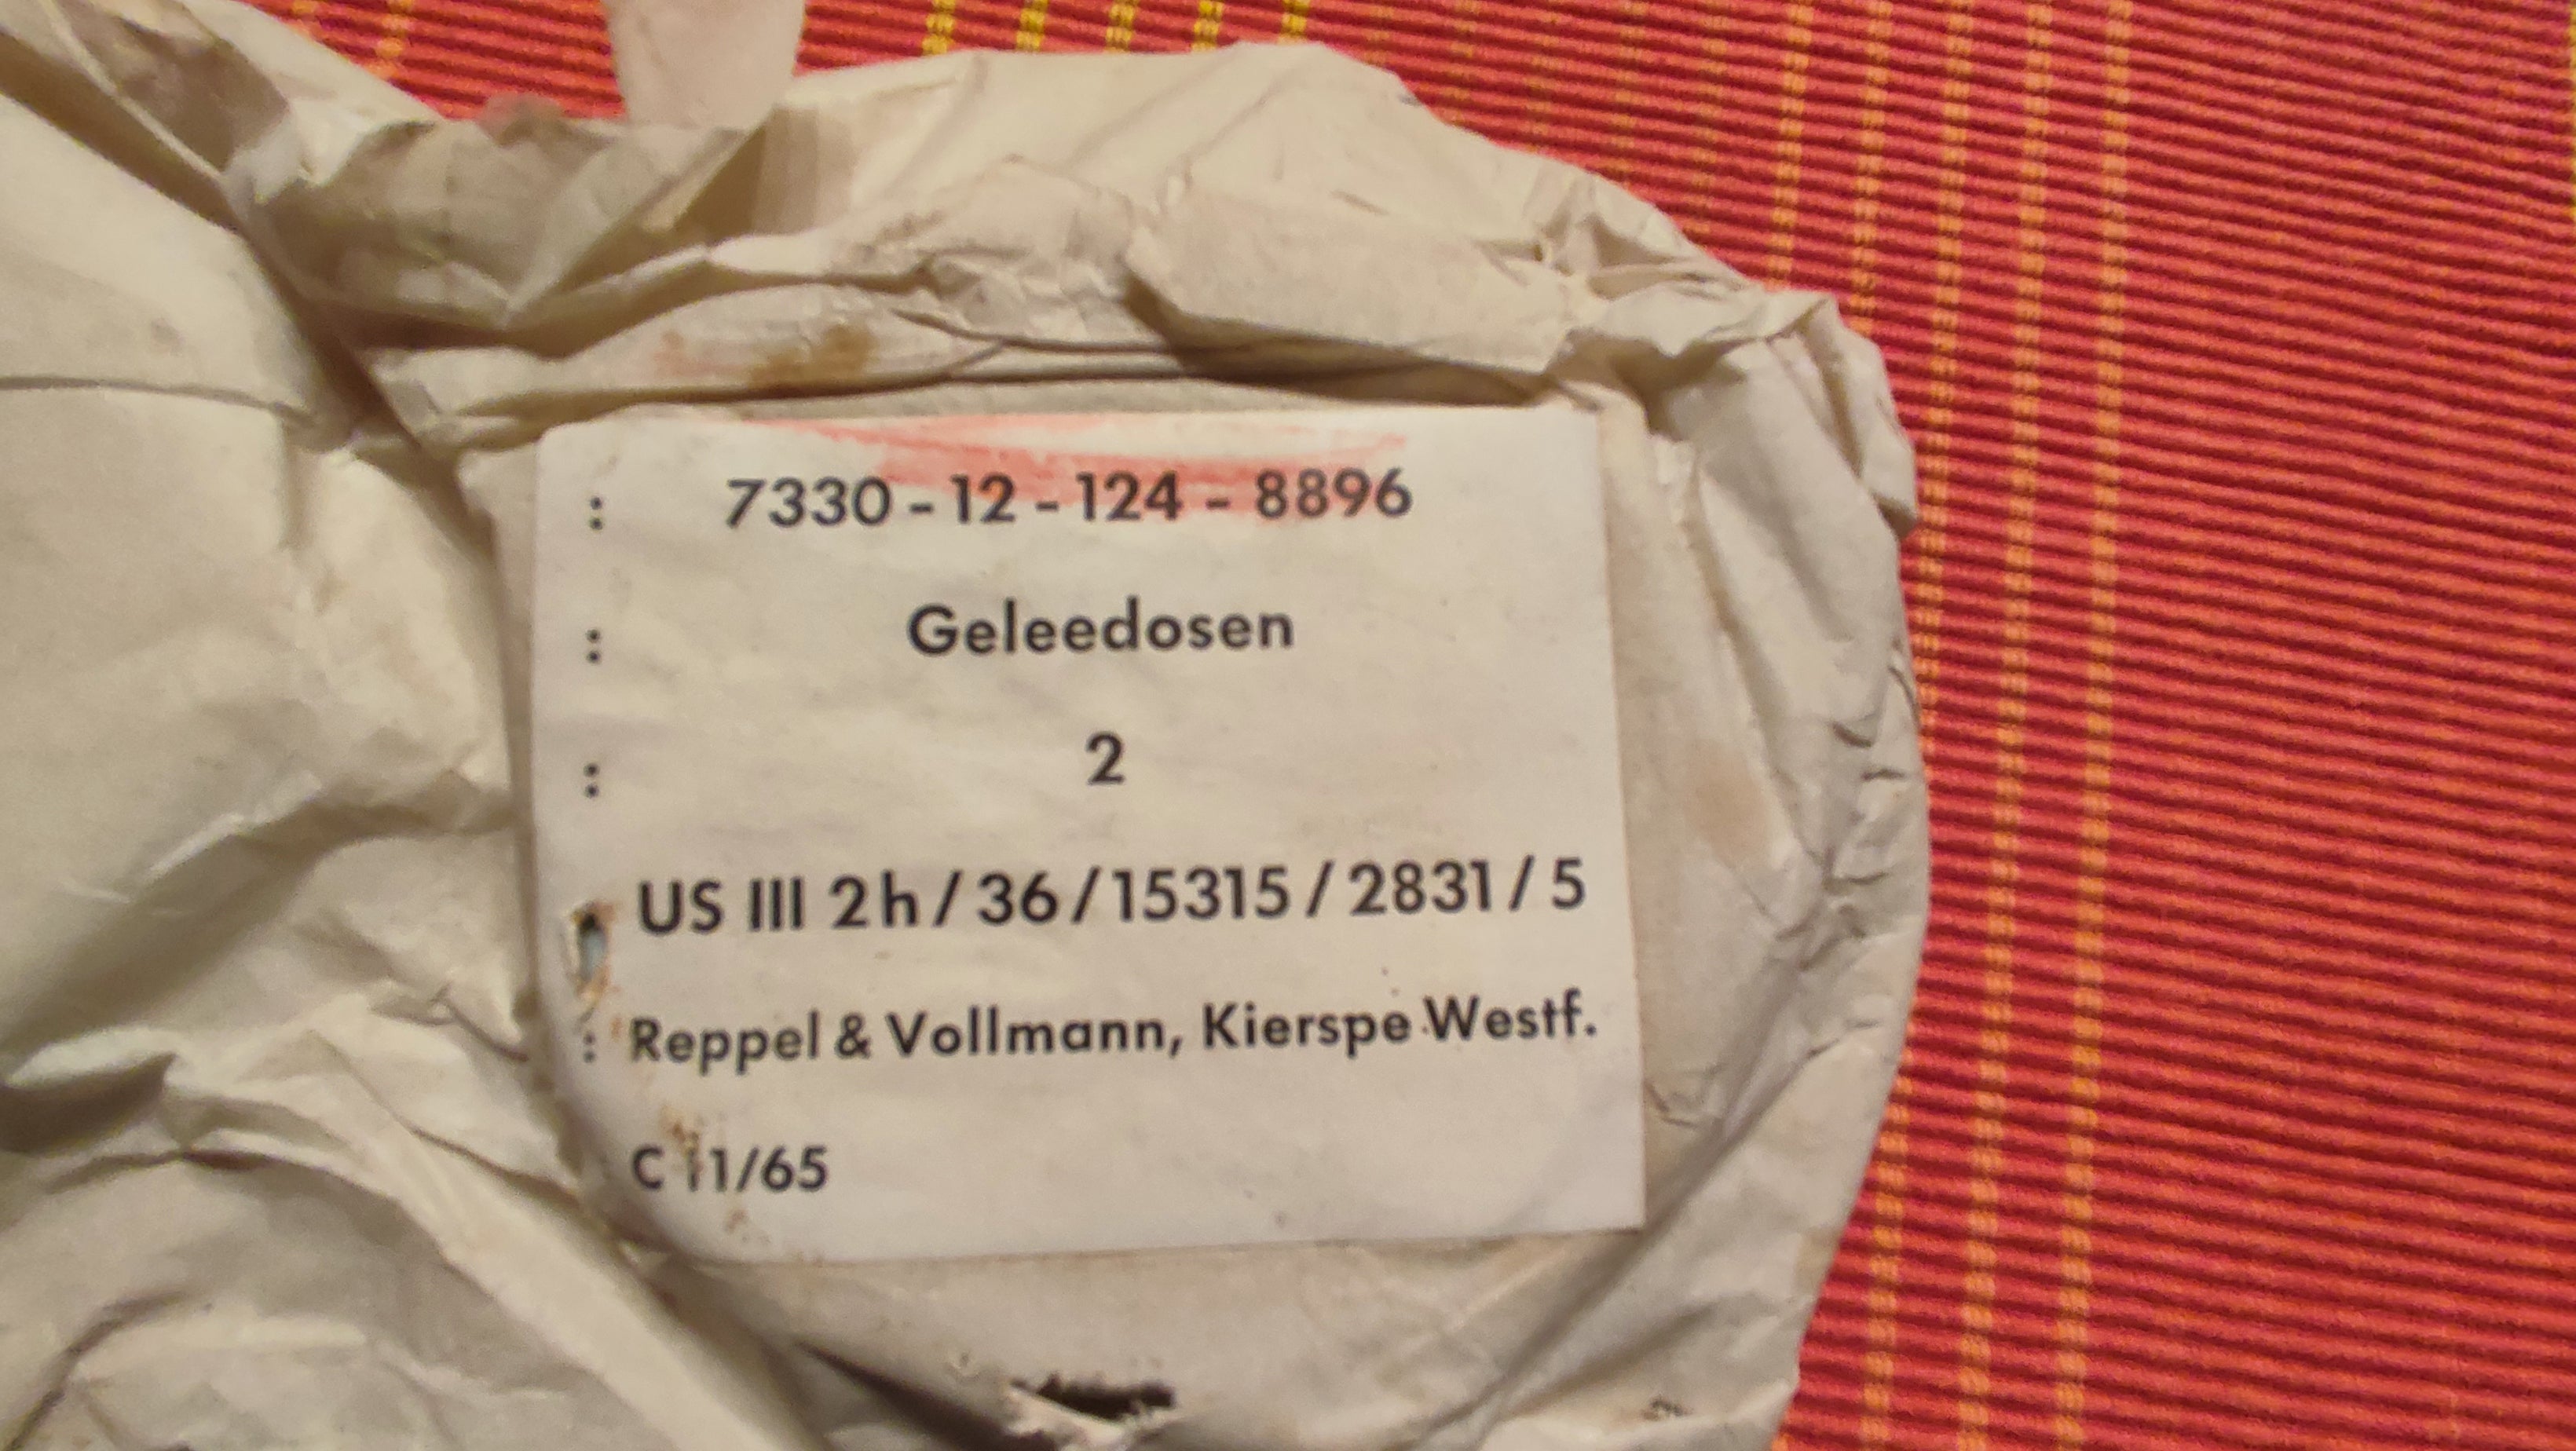 : 7330-12-124-8896
: Geleedosen
: 2
US III 2h/36/15315/2831/5
: Reppel & Vollmann, Kierspe Westf.
C 11/65